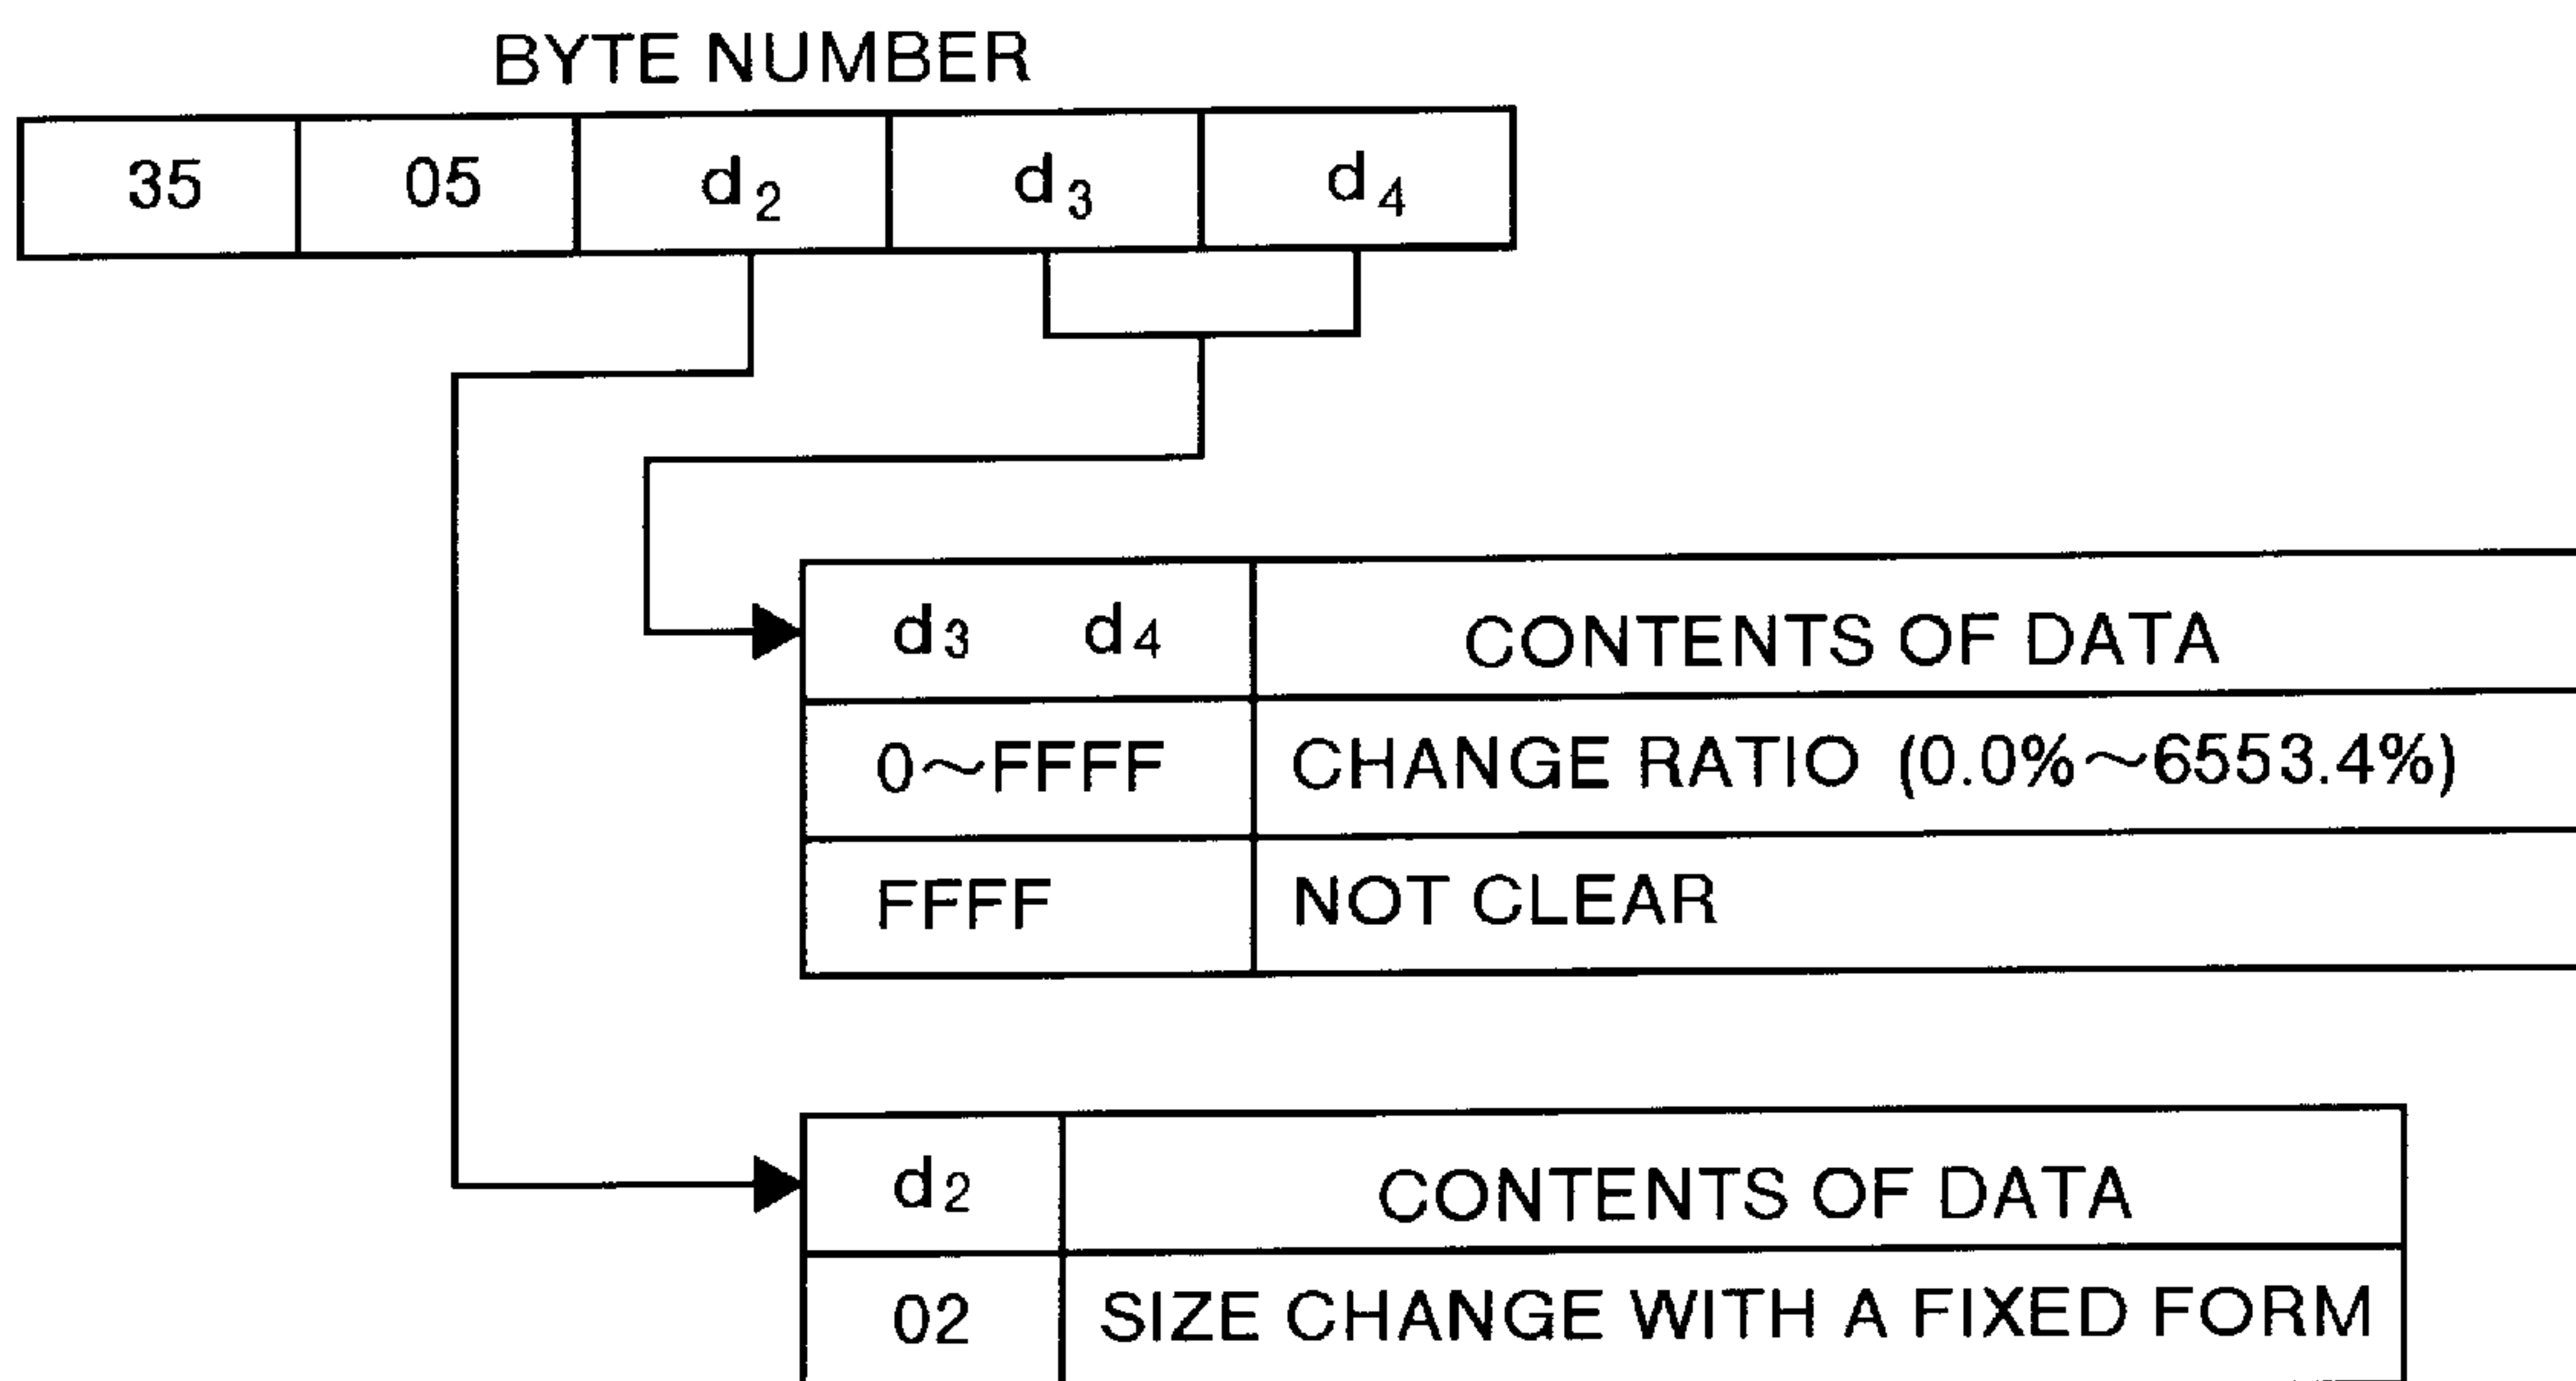 BYTE NUMBER
35 05 d2 d3 d4
d3 d4 CONTENTS OF DATA
0～FFFF CHANGE RATIO (0.0%～6553.4%)
FFFF NOT CLEAR
d2 CONTENTS OF DATA
02 SIZE CHANGE WITH A FIXED FORM